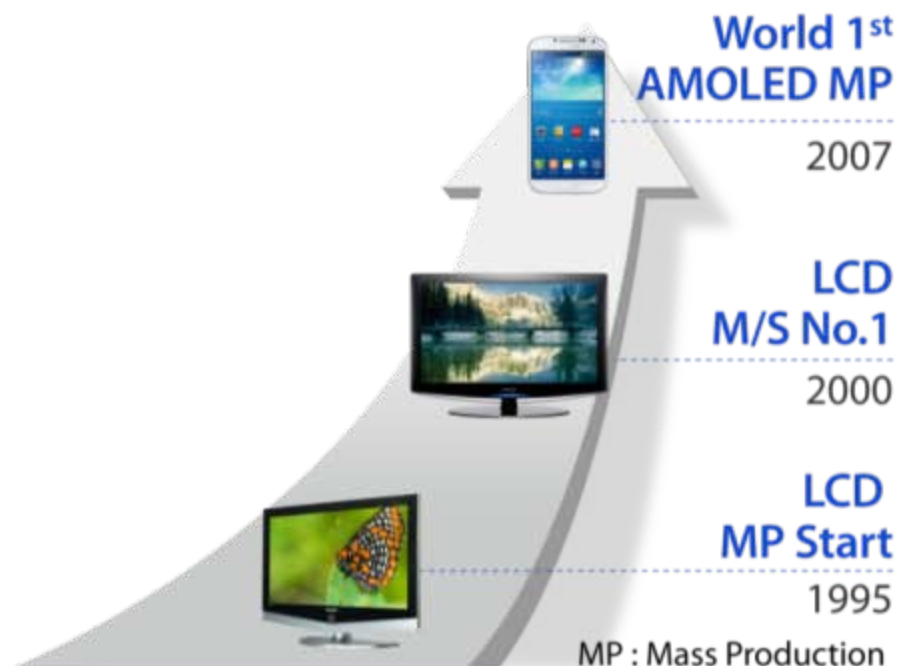 World 1st
AMOLED MP
2007
LCD
M/S No.1
2000
LCD
MP Start
1995
MP : Mass Production